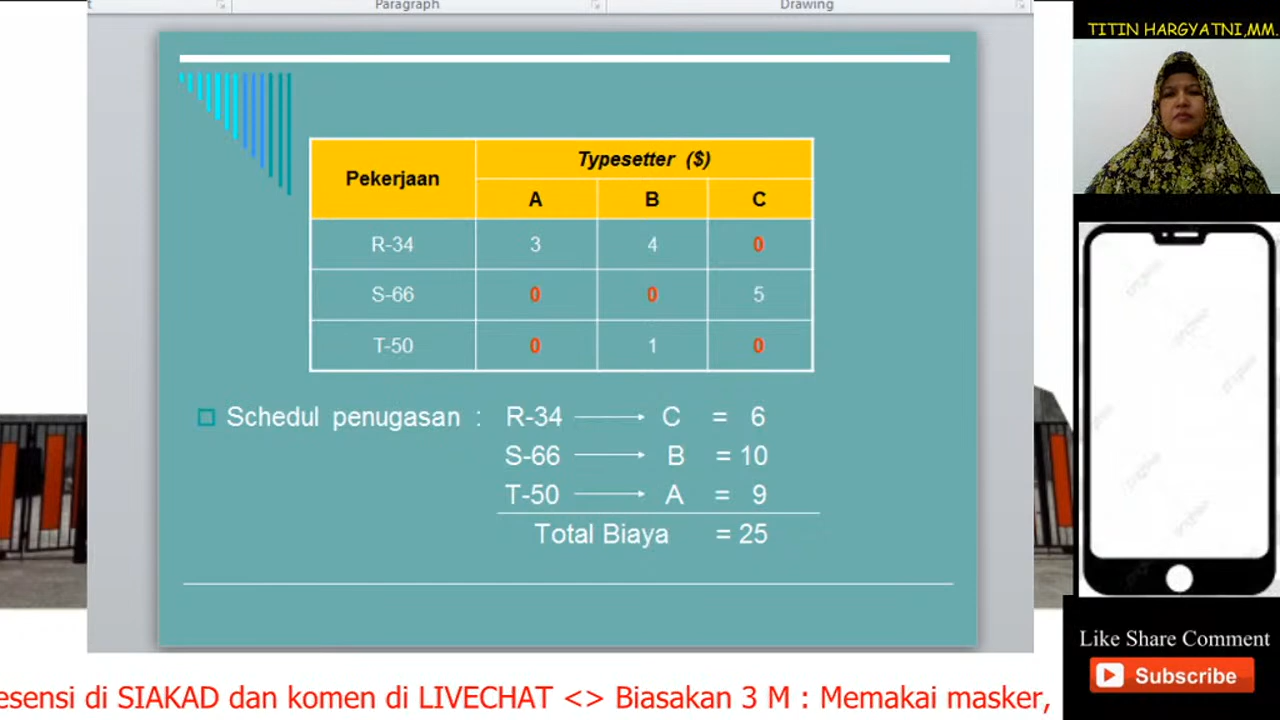 Paragraph
Drawing
TITIN HARGYATNI,MM.
Pekerjaan
Typesetter ($)
A B C
R-34 3 4 0
S-66 0 0 5
T-50 0 1 0
Schedul penugasan : R-34 C = 6
S-66 B = 10
T-50 A = 9
Total Biaya = 25
Like Share Comment
Subscribe
esensi di SIAKAD dan komen di LIVECHAT <> Biasakan 3 M : Memakai masker,